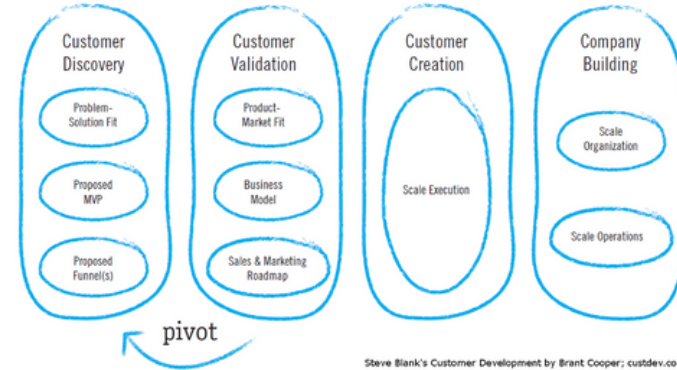 Customer
Discovery
Problem-
Solution Fit
Proposed
MVP
Proposed
Funnel(s)
Customer
Validation
Product-
Market Fit
Business
Model
Sales & Marketing
Roadmap
Customer
Creation
Scale Execution
Company
Building
Scale
Organization
Scale Operations
pivot
Steve Blank's Customer Development by Brant Cooper; custdev.co